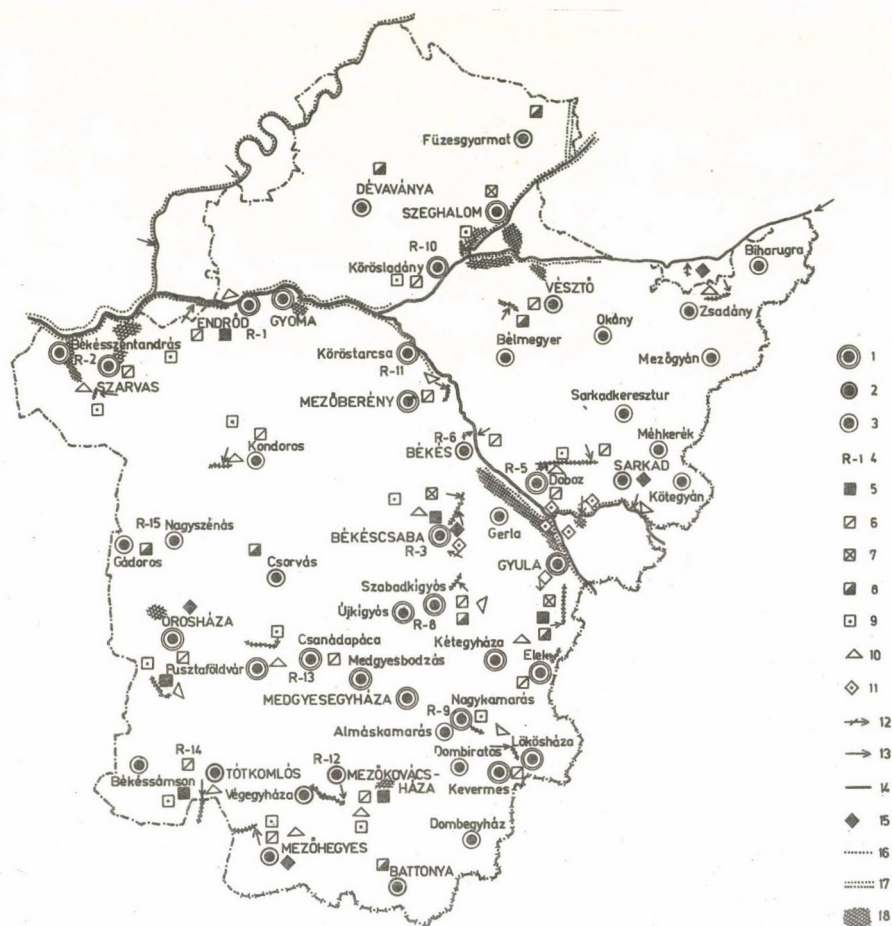 Füzesgyarmat
DÉVAVÁNYA
SZEGHALOM
R-10
Biharugra
Körösladány
VÉSZTŐ
ENDRŐD
GYOMA
Zsadány
R-1
Okány
Békésszentandrás
Köröstarcsa
Bélmegyer
Mezőgyán
R-2
SZARVAS
R-11
MEZŐBERÉNY
Sarkadkeresztur
R-6
Méhkerék
Kondoros
BÉKÉS
R-5
SARKAD
Doboz
Kötegyán
R-15
Nagyszénás
Gerla
BÉKÉSCSABA
R-3
Gádoros
GYULA
Csorvás
Szabadkígyós
Újkígyós
R-8
OROSHÁZA
Csanádapáca
Kétegyháza
Pusztaföldvár
Medgyesbodzás
Elek
R-13
MEDGYESEGYHÁZA
Nagykamarás
R-9
Almáskamarás
Lőkösháza
R-14
R-12
Dombiratos
TÓTKOMLÓS
MEZŐKOVÁCS-
HÁZA
Békéssámson
Végegyháza
Kevermes
Dombegyház
MEZŐHEGYES
BATTONYA
1
2
3
R-1 4
5
6
7
8
9
10
11
12
13
14
15
16
17
18